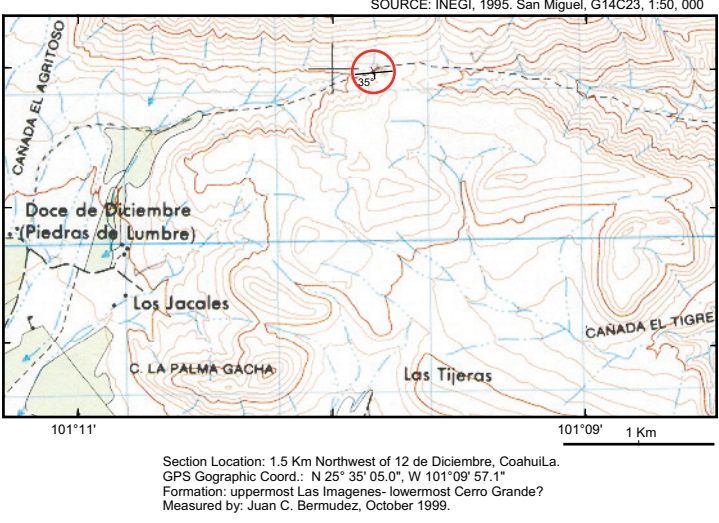 SOURCE: INEGI, 1995. San Miguel, G14C23, 1:50, 000
CAÑADA EL AGRITOSO
35°
Doce de Diciembre
(Piedras de Lumbre)
Los Jacales
CAÑADA EL TIGRE
C. LA PALMA GACHA
Las Tijeras
101°11'
101°09'
1 Km
Section Location: 1.5 Km Northwest of 12 de Diciembre, CoahuiLa.
GPS Gographic Coord.: N 25° 35' 05.0", W 101°09' 57.1"
Formation: uppermost Las Imagenes- lowermost Cerro Grande?
Measured by: Juan C. Bermudez, October 1999.